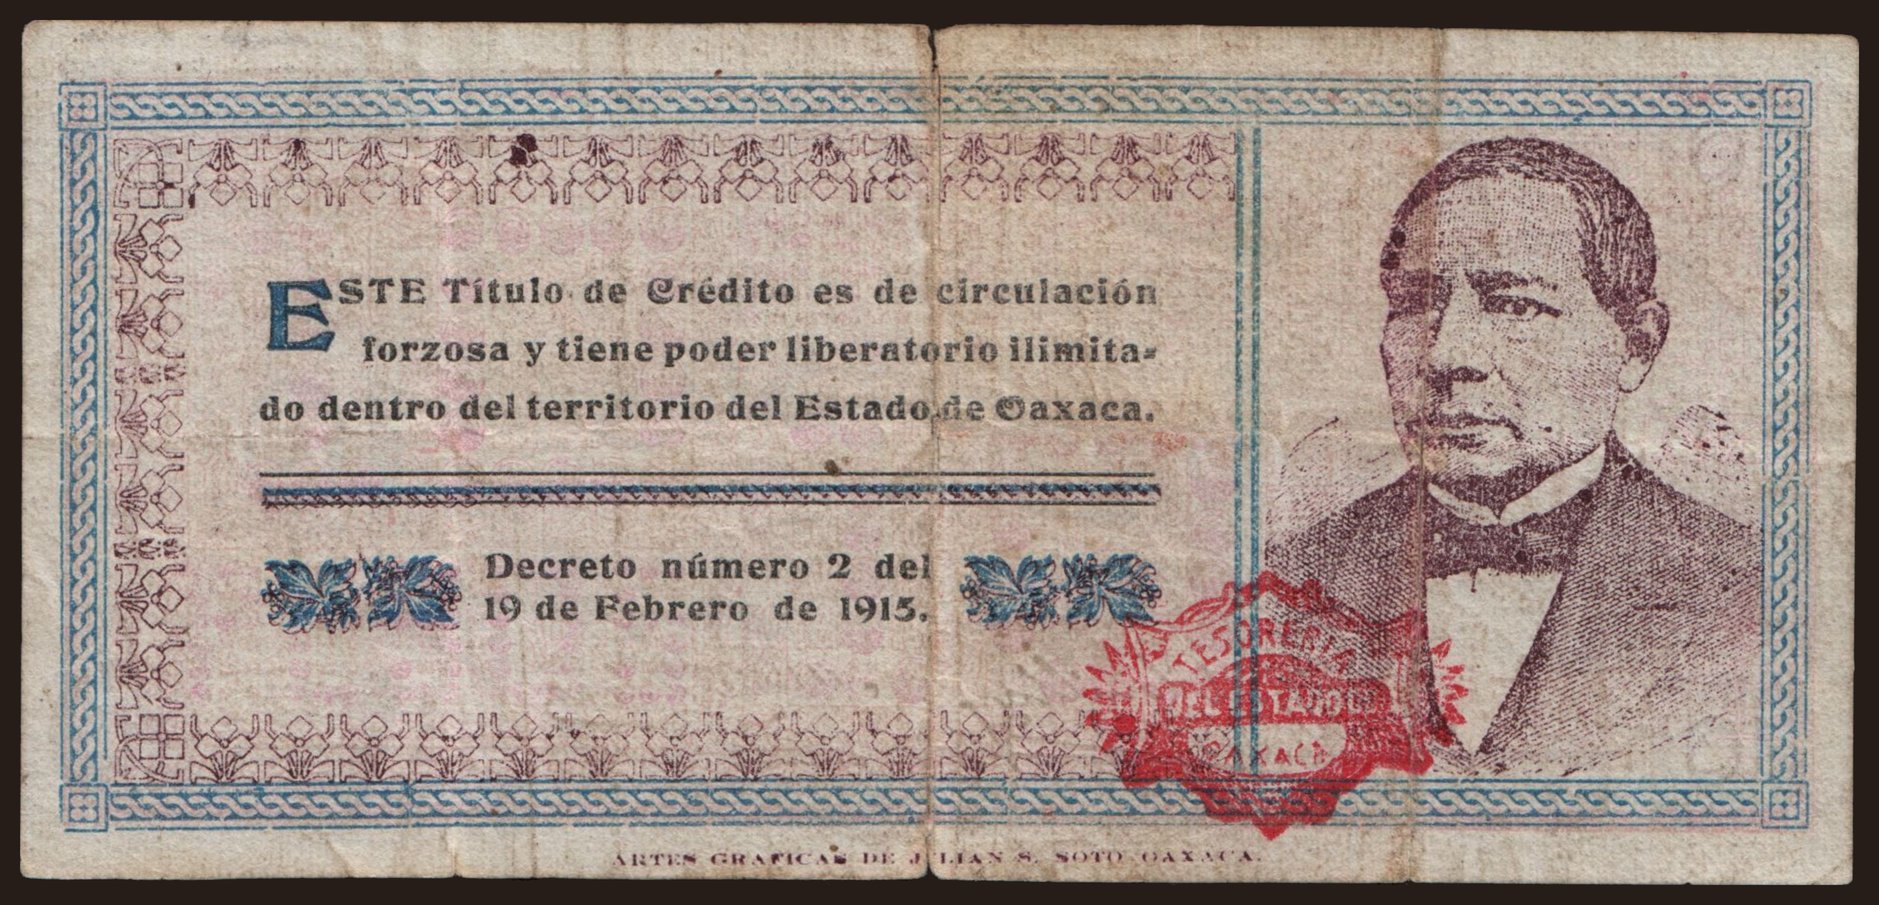 ESTE Título de Crédito es de circulación
forzosa y tiene poder liberatorio ilimita-
do dentro del territorio del Estado de Oaxaca.
Decreto número 2 del
19 de Febrero de 1915.
TESORERIA
DEL ESTADO
OAXACA
ARTES GRAFICAS DE JULIAN S. SOTO OAXACA.